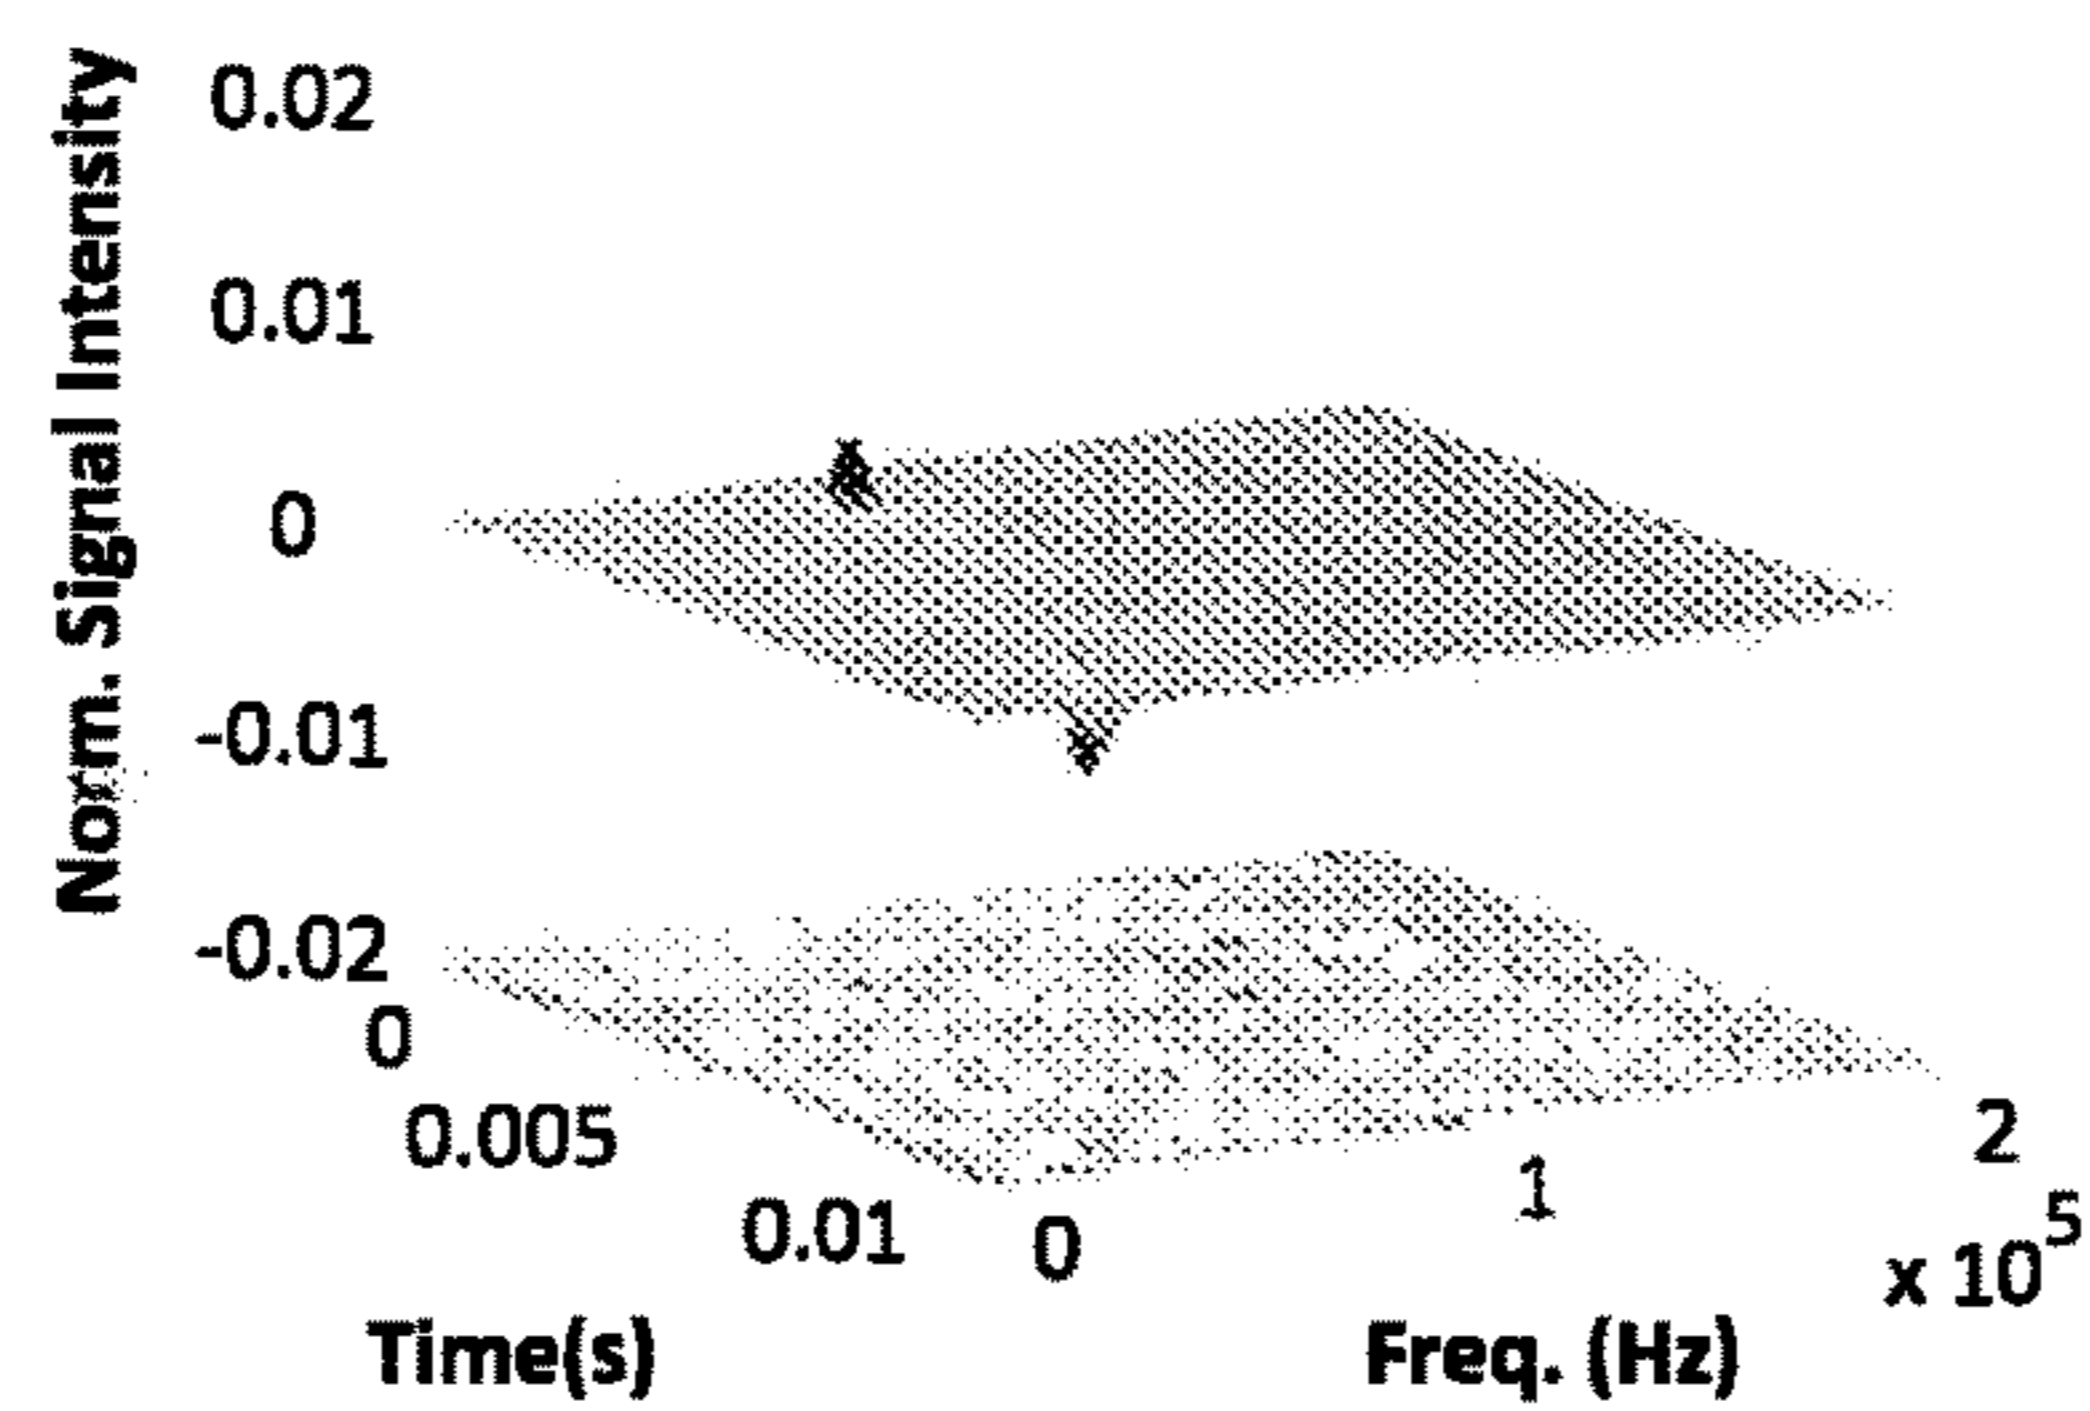 Norm. Signal Intensity
0.02
0.01
0
-0.01
-0.02
0
0.005
0.01
0
1
2
x 10^5
Time(s)
Freq. (Hz)